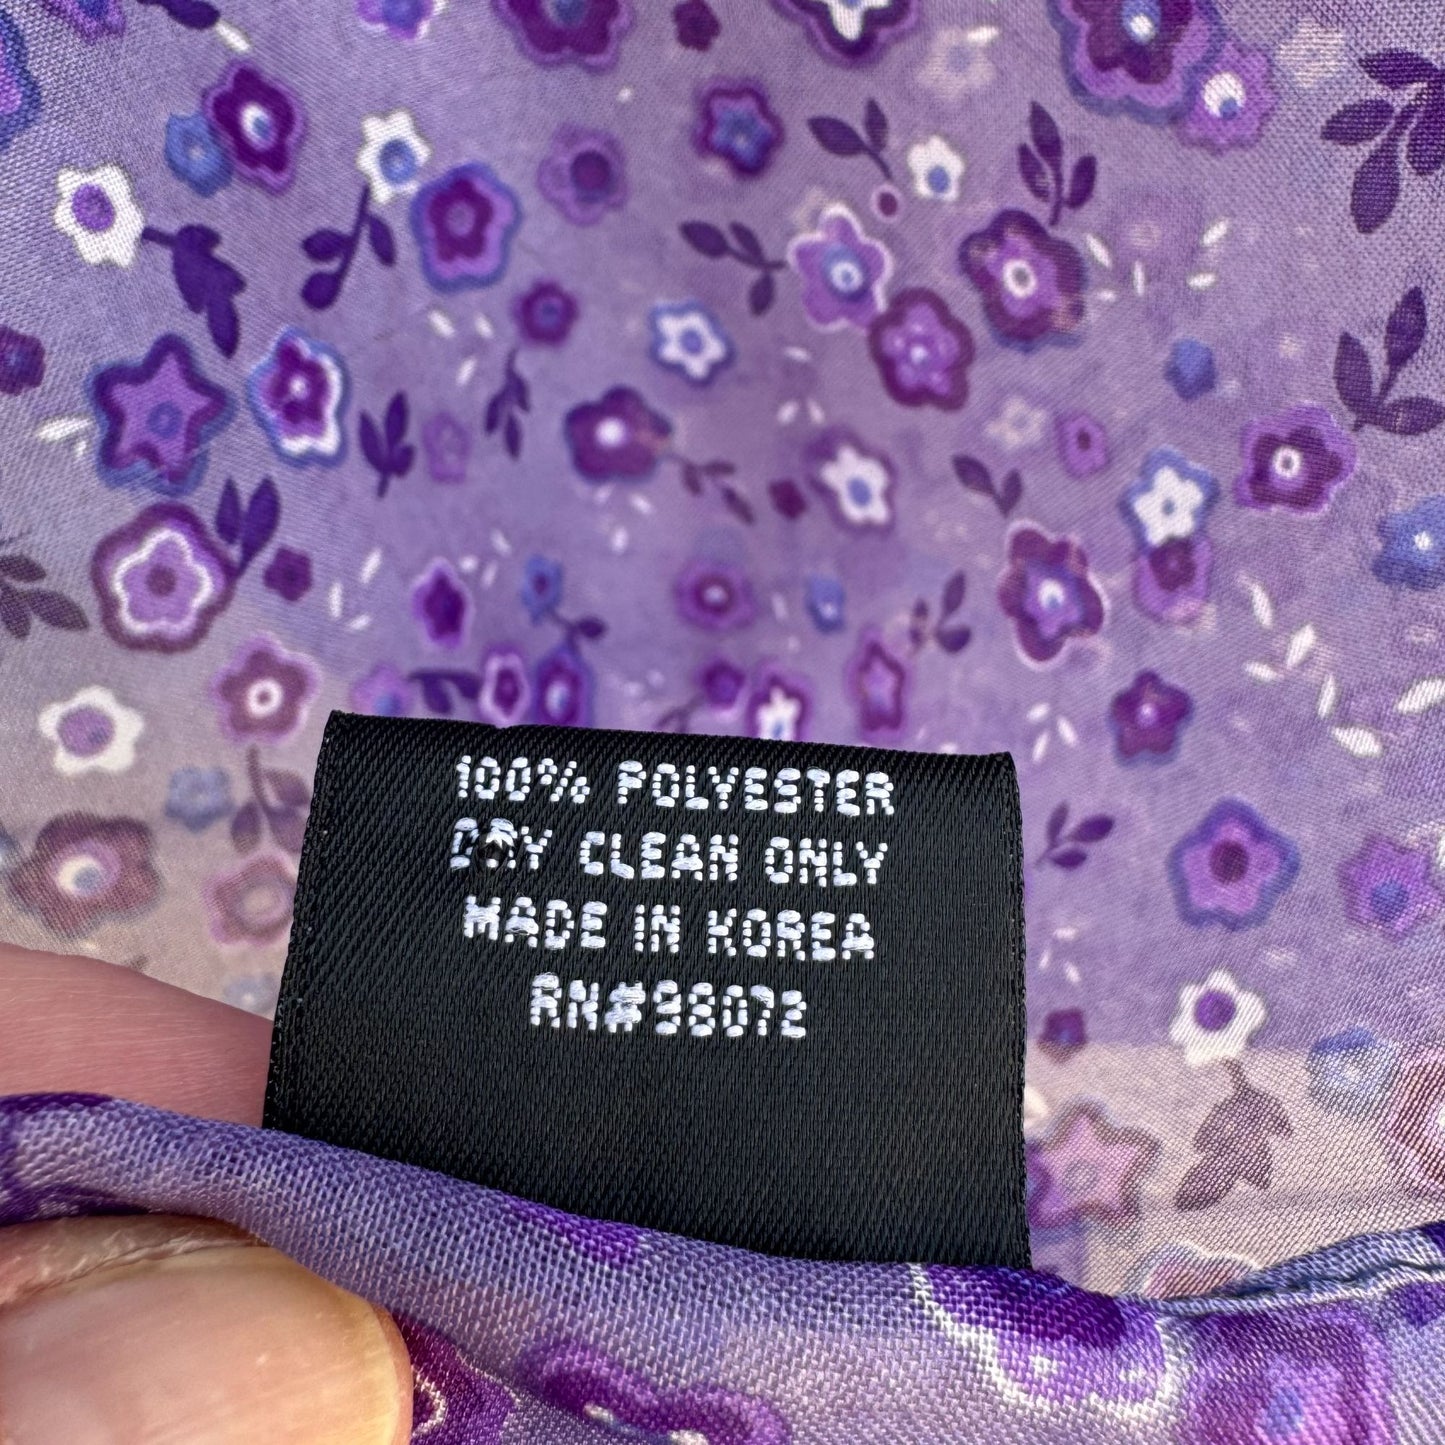 100% POLYESTER
DRY CLEAN ONLY
MADE IN KOREA
RN#98072